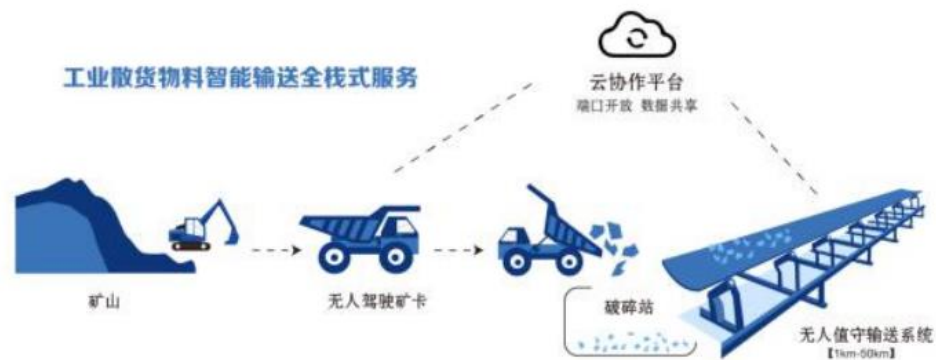 工业散货物料智能输送全栈式服务
云协作平台
端口开放 数据共享
矿山
无人驾驶矿卡
破碎站
无人值守输送系统
【1km-50km】